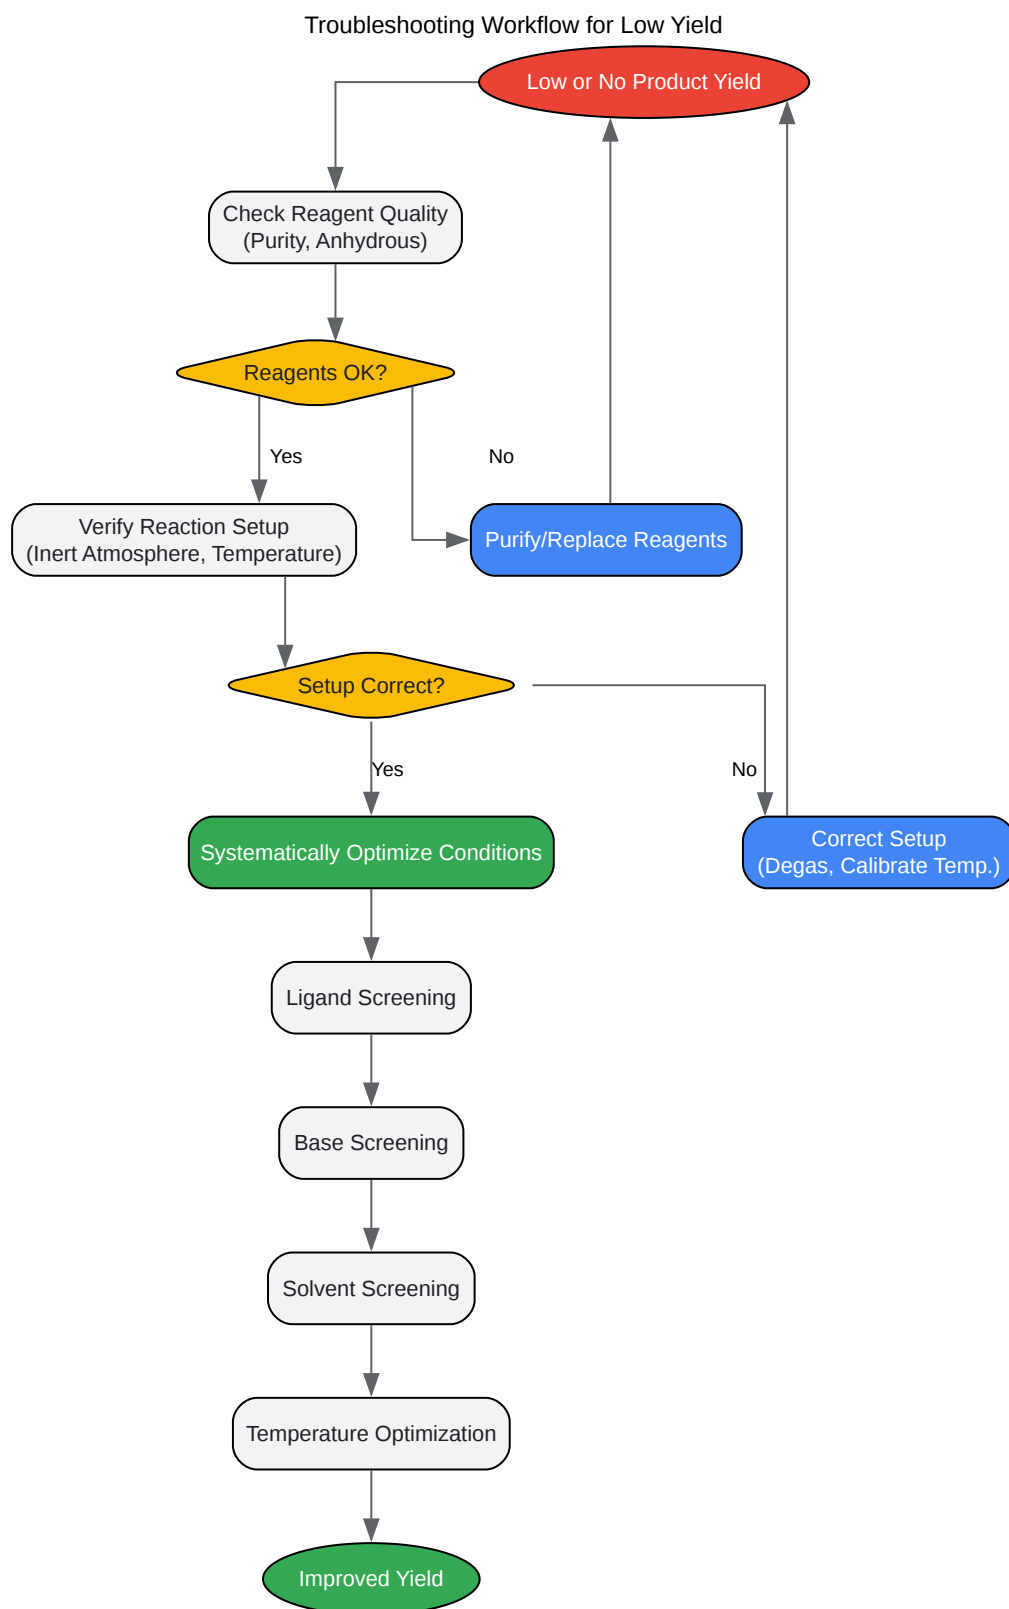 Troubleshooting Workflow for Low Yield
Low or No Product Yield
Check Reagent Quality
(Purity, Anhydrous)
Reagents OK?
Yes
No
Verify Reaction Setup
(Inert Atmosphere, Temperature)
Purify/Replace Reagents
Setup Correct?
Yes
No
Systematically Optimize Conditions
Correct Setup
(Degas, Calibrate Temp.)
Ligand Screening
Base Screening
Solvent Screening
Temperature Optimization
Improved Yield